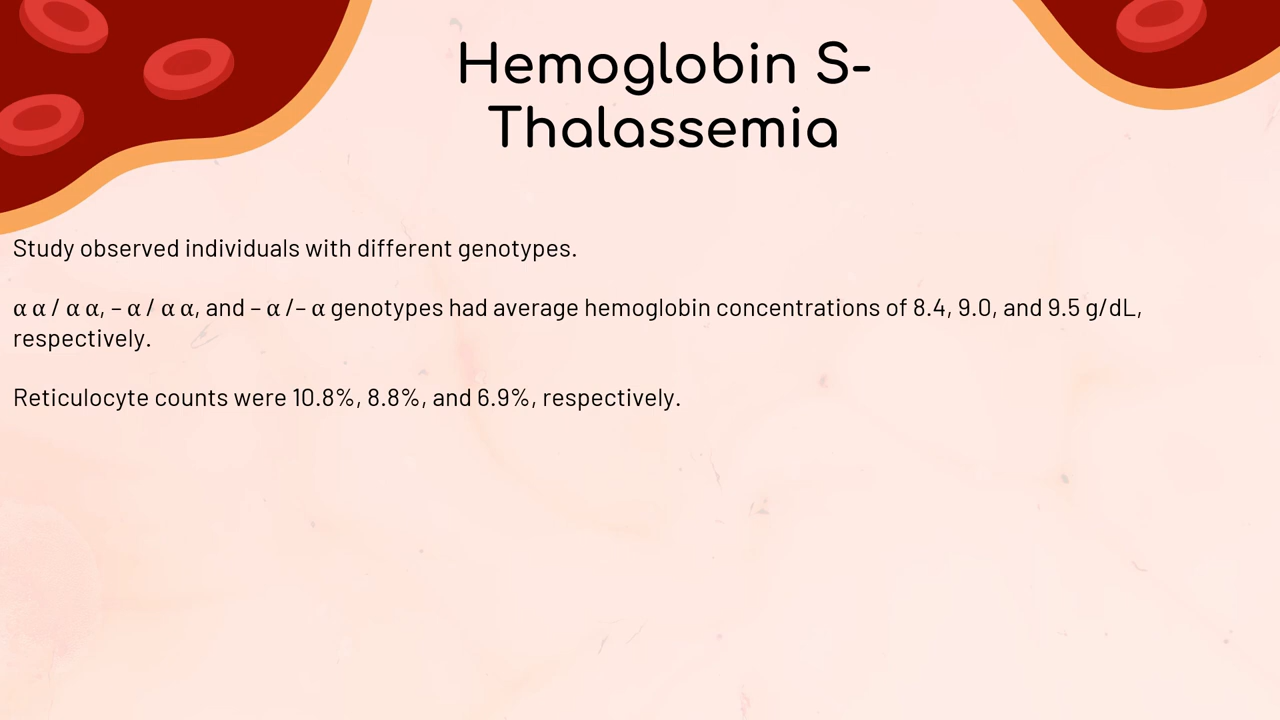 Hemoglobin S-
Thalassemia
Study observed individuals with different genotypes.
α α / α α, – α / α α, and – α /– α genotypes had average hemoglobin concentrations of 8.4, 9.0, and 9.5 g/dL,
respectively.
Reticulocyte counts were 10.8%, 8.8%, and 6.9%, respectively.